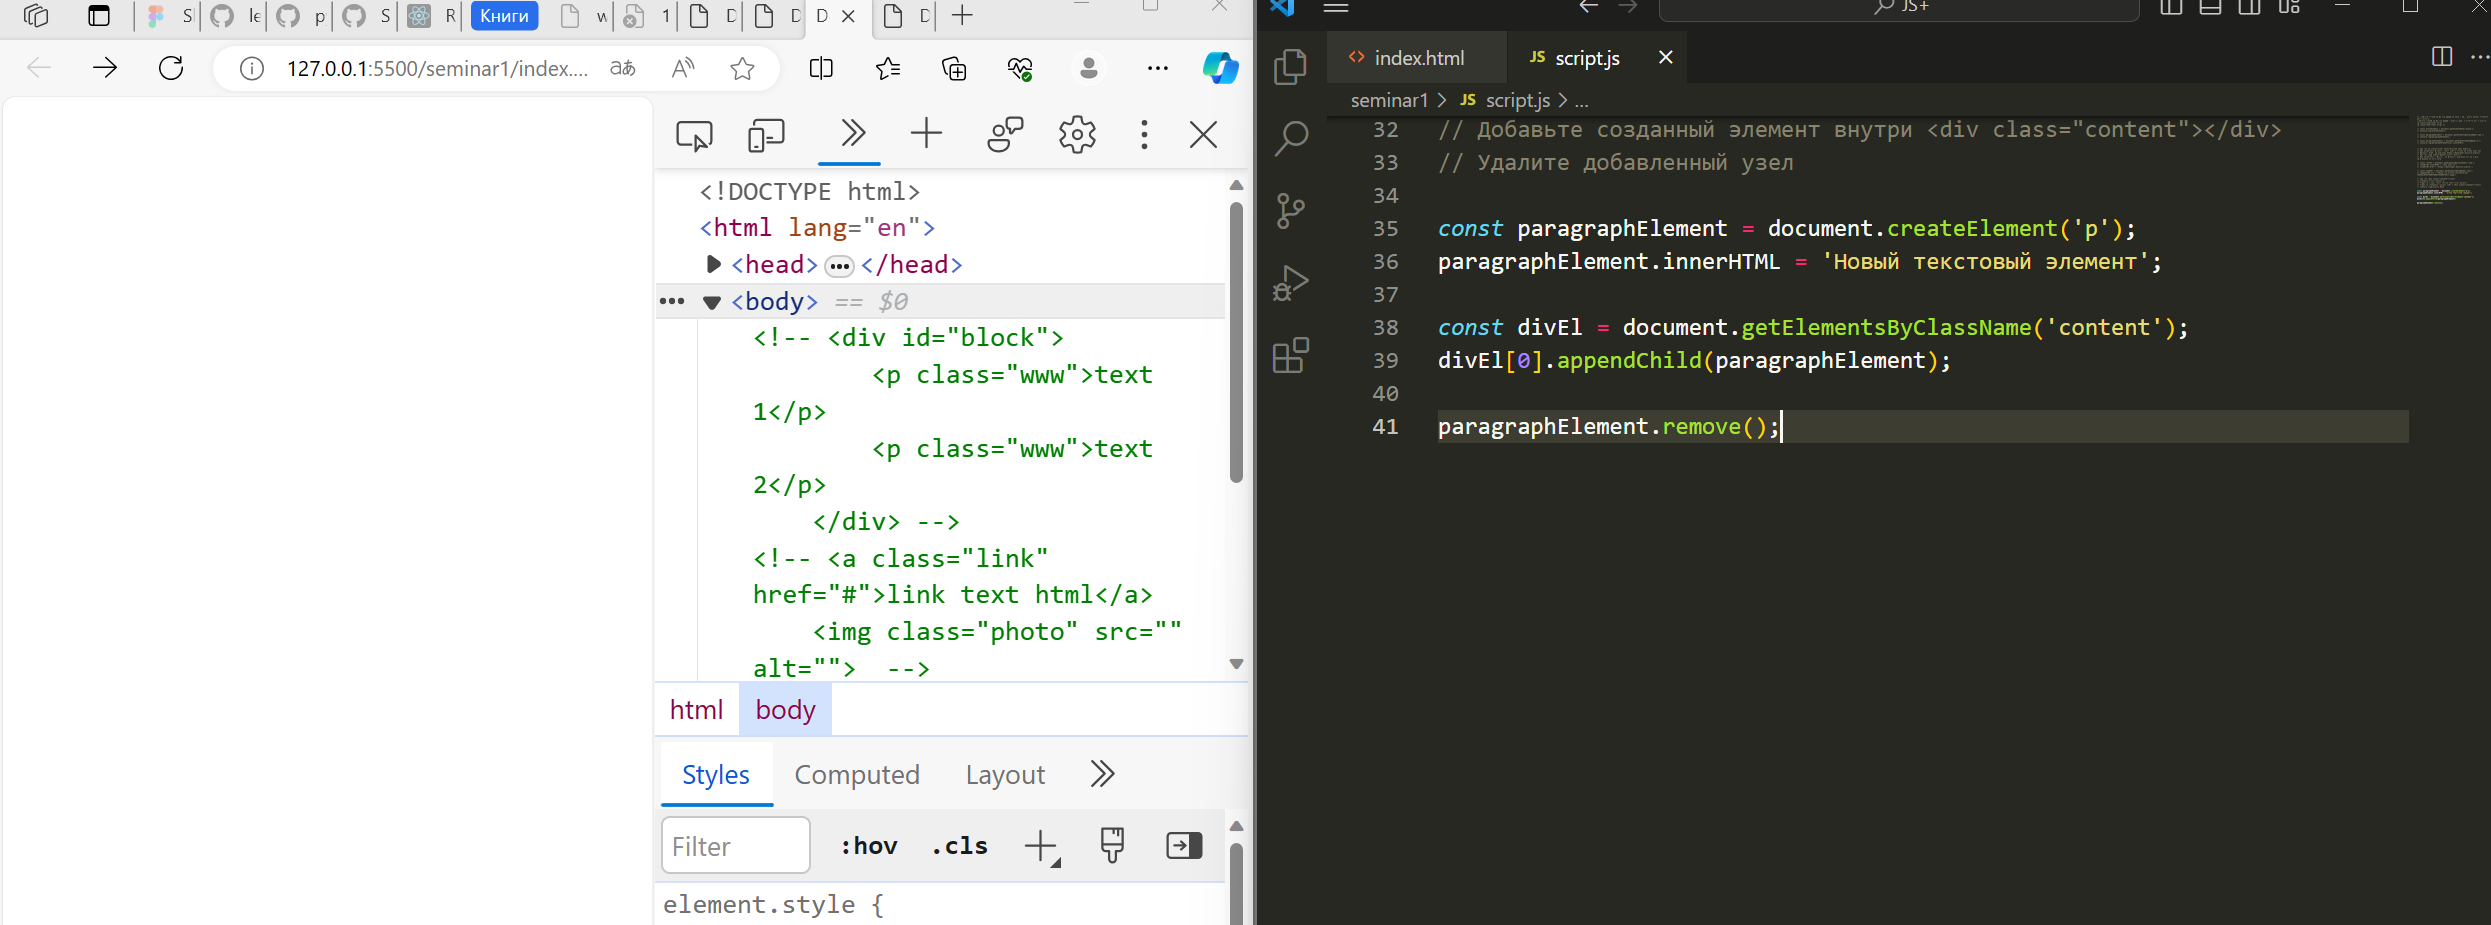 S le p S R Книги w 1 D D D D
127.0.0.1:5500/seminar1/index....
<!DOCTYPE html>
<html lang="en">
<head> ••• </head>
••• <body> == $0
<!-- <div id="block">
<p class="www">text
1</p>
<p class="www">text
2</p>
</div> -->
<!-- <a class="link"
href="#">link text html</a>
<img class="photo" src=""
alt=""> -->
html body
Styles Computed Layout
Filter :hov .cls
element.style {
JS+
index.html JS script.js
seminar1 > JS script.js > ...
32 // Добавьте созданный элемент внутри <div class="content"></div>
33 // Удалите добавленный узел
34
35 const paragraphElement = document.createElement('p');
36 paragraphElement.innerHTML = 'Новый текстовый элемент';
37
38 const divEl = document.getElementsByClassName('content');
39 divEl[0].appendChild(paragraphElement);
40
41 paragraphElement.remove();